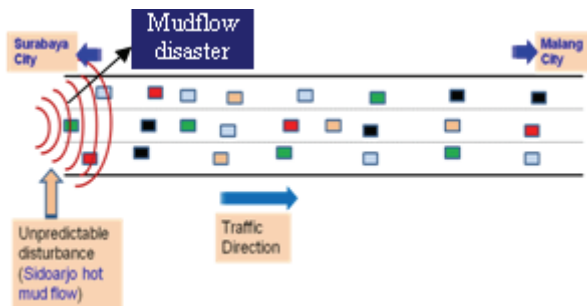 Surabaya
City
Mudflow
disaster
Malang
City
Unpredictable
disturbance
(Sidoarjo hot
mud flow)
Traffic
Direction